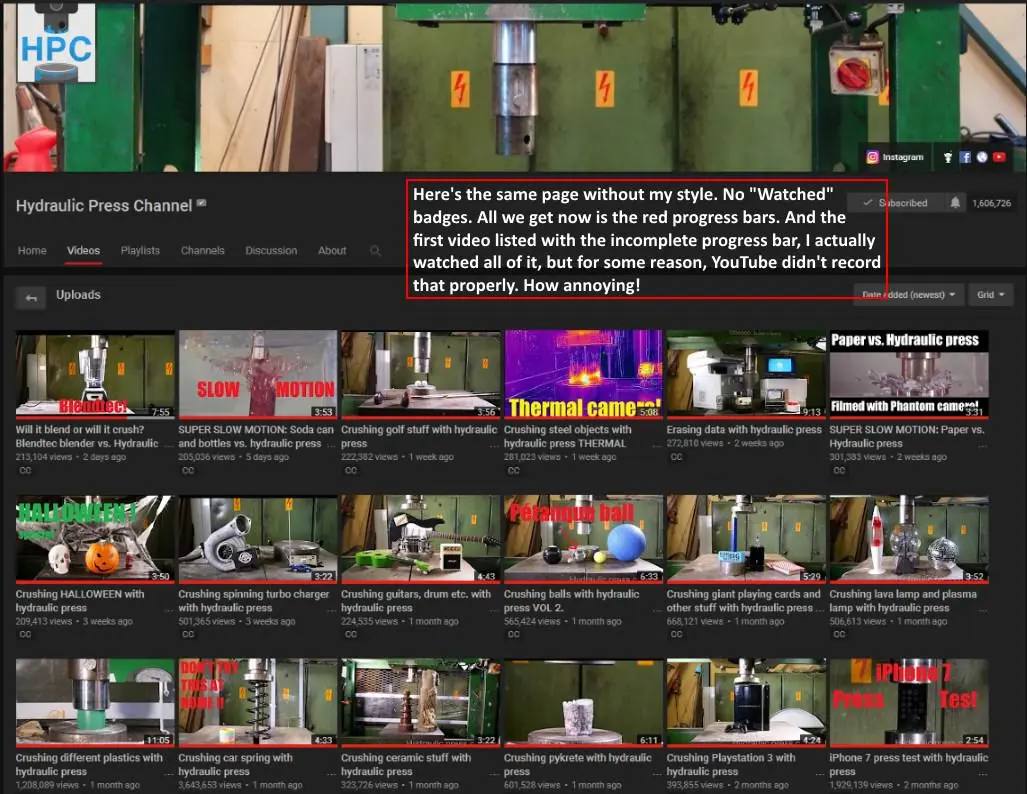 HPC
Instagram
Here's the same page without my style. No "Watched"
badges. All we get now is the red progress bars. And the
first video listed with the incomplete progress bar, I actually
watched all of it, but for some reason, YouTube didn't record
that properly. How annoying!
Hydraulic Press Channel
Subscribed 1,606,726
Home Videos Playlists Channels Discussion About
Uploads
Date added (newest) Grid
Blendtec!
7:55
SLOW MOTION
3:53
3:56
Thermal camera!
5:08
9:13
Paper vs. Hydraulic press
Filmed with Phantom camera!
3:31
Will it blend or will it crush?
Blendtec blender vs. Hydraulic ...
213,104 views • 2 days ago
CC
SUPER SLOW MOTION: Soda can
and bottles vs. hydraulic press ...
205,036 views • 5 days ago
CC
Crushing golf stuff with hydraulic
press
222,382 views • 1 week ago
CC
Crushing steel objects with
hydraulic press THERMAL ...
281,023 views • 1 week ago
CC
Erasing data with hydraulic press
272,810 views • 2 weeks ago
CC
SUPER SLOW MOTION: Paper vs.
Hydraulic press
301,383 views • 2 weeks ago
CC
HALLOWEEN !
SPECIAL
3:50
3:22
4:43
Pétanque ball
6:33
5:29
3:52
Crushing HALLOWEEN with
hydraulic press
209,413 views • 3 weeks ago
CC
Crushing spinning turbo charger
with hydraulic press
501,365 views • 3 weeks ago
CC
Crushing guitars, drum etc. with
hydraulic press
224,535 views • 1 month ago
CC
Crushing balls with hydraulic
press VOL 2.
565,424 views • 1 month ago
CC
Crushing giant playing cards and
other stuff with hydraulic press ...
668,121 views • 1 month ago
CC
Crushing lava lamp and plasma
lamp with hydraulic press
506,613 views • 1 month ago
CC
11:05
DON'T TRY
THIS AT
HOME !!
4:33
3:22
6:11
4:24
iPhone 7
Press Test
2:54
Crushing different plastics with
hydraulic press
1,208,089 views • 1 month ago
Crushing car spring with
hydraulic press
3,643,653 views • 1 month ago
Crushing ceramic stuff with
hydraulic press
323,726 views • 1 month ago
Crushing pykrete with hydraulic
press
601,528 views • 1 month ago
Crushing Playstation 3 with
hydraulic press
393,855 views • 2 months ago
iPhone 7 press test with hydraulic
press
1,929,139 views • 2 months ago